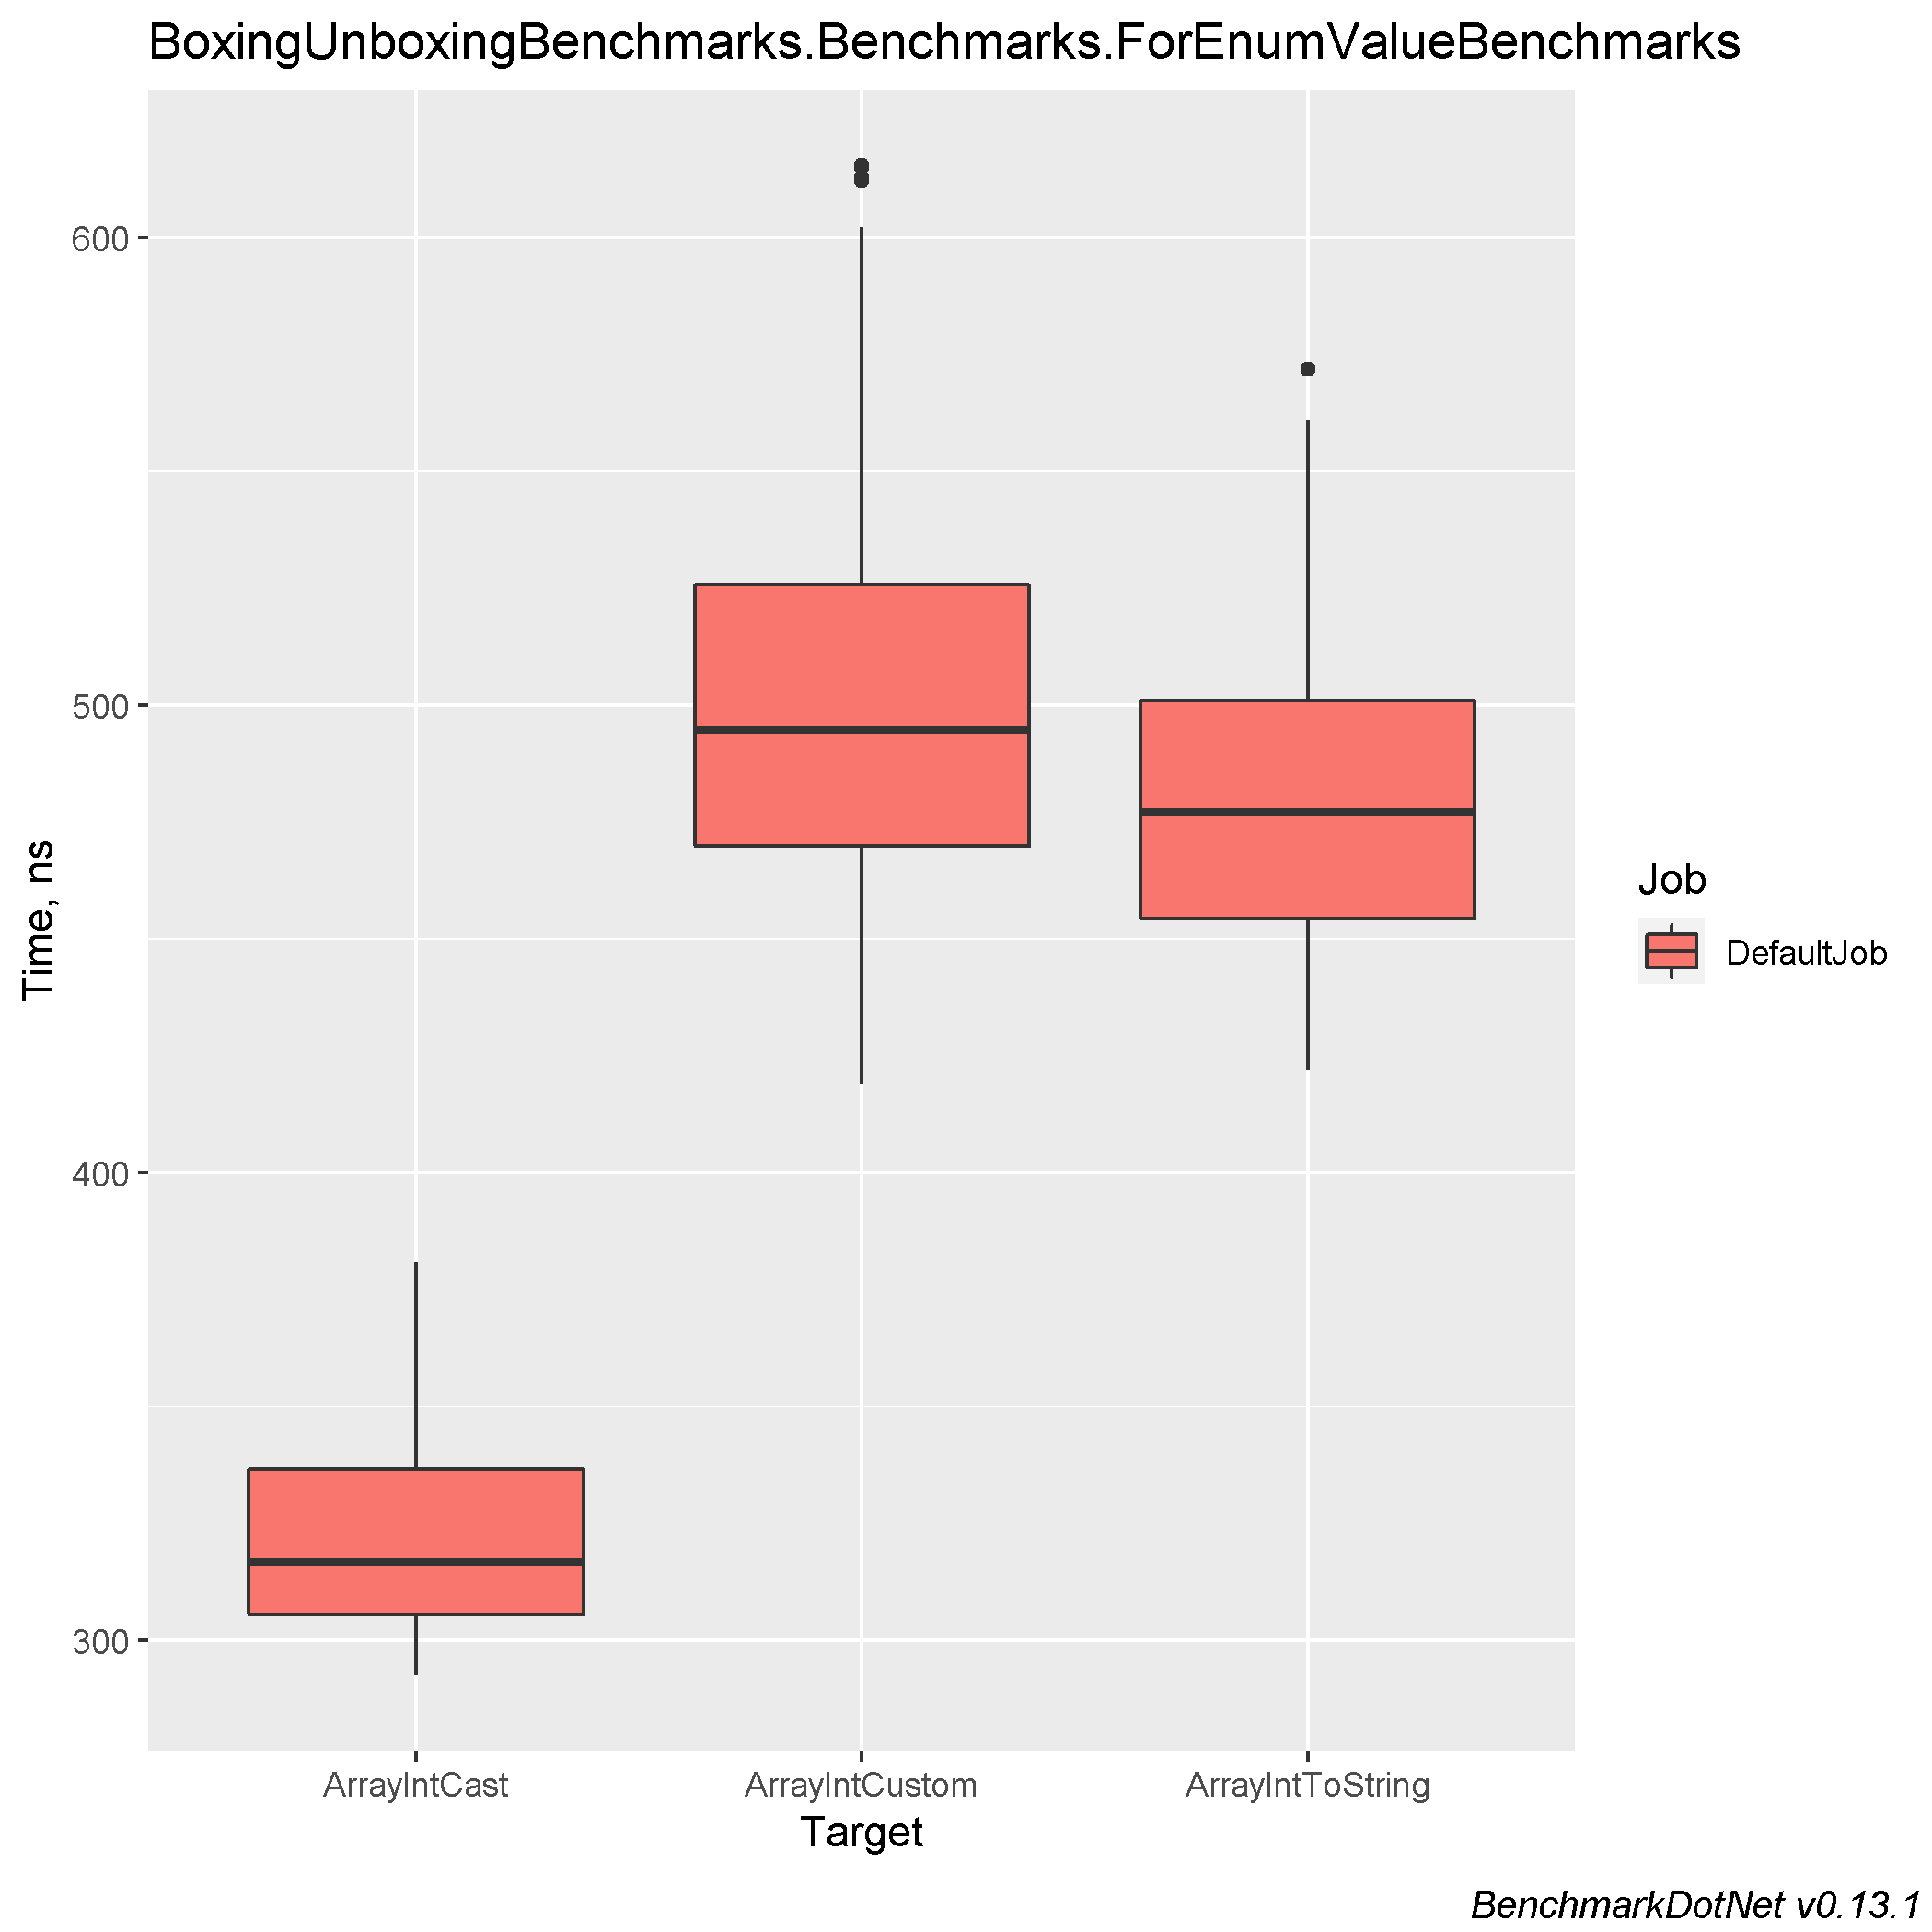 BoxingUnboxingBenchmarks.Benchmarks.ForEnumValueBenchmarks
600
500
400
300
Time, ns
ArrayIntCast
ArrayIntCustom
ArrayIntToString
Target
Job
DefaultJob
BenchmarkDotNet v0.13.1